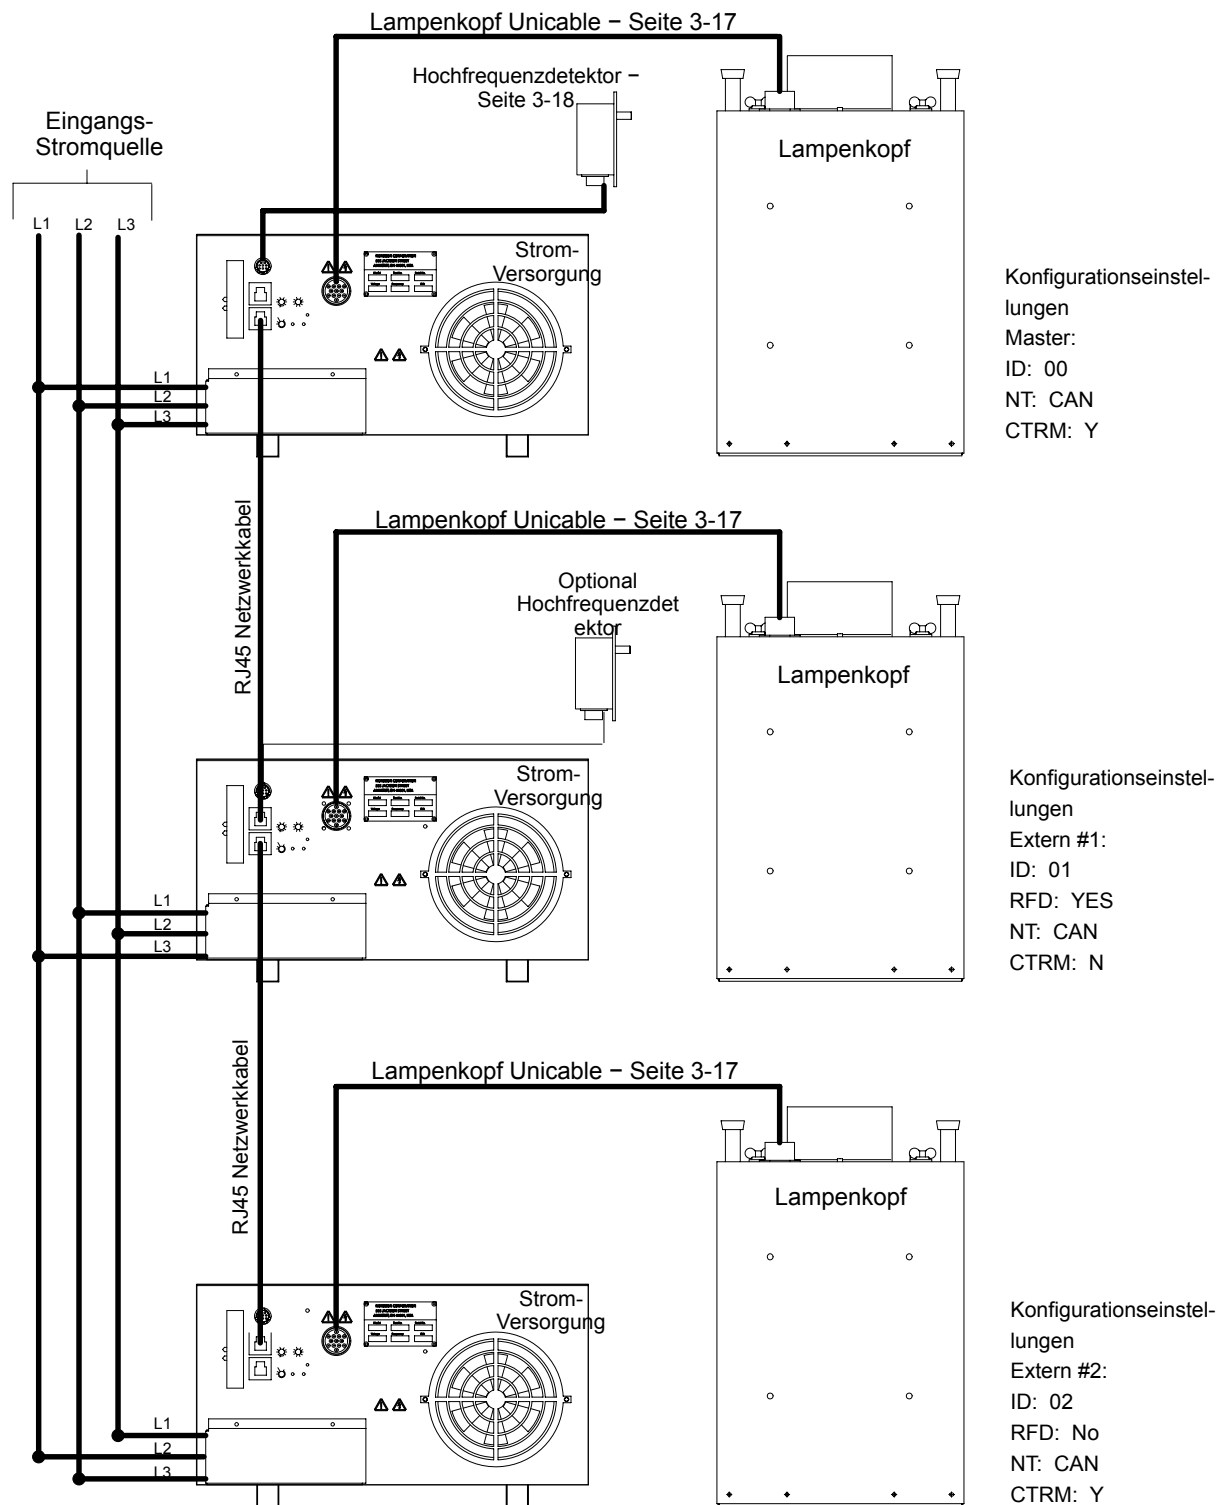 Lampenkopf Unicable − Seite 3-17
Hochfrequenzdetektor −
Seite 3-18
Eingangs-
Stromquelle
L1
L2
L3
Lampenkopf
Strom-
Versorgung
L1
L2
L3
Konfigurationseinstel-
lungen
Master:
ID: 00
NT: CAN
CTRM: Y
RJ45 Netzwerkkabel
Lampenkopf Unicable − Seite 3-17
Optional
Hochfrequenzdet
ektor
Lampenkopf
Strom-
Versorgung
L1
L2
L3
Konfigurationseinstel-
lungen
Extern #1:
ID: 01
RFD: YES
NT: CAN
CTRM: N
RJ45 Netzwerkkabel
Lampenkopf Unicable − Seite 3-17
Lampenkopf
Strom-
Versorgung
L1
L2
L3
Konfigurationseinstel-
lungen
Extern #2:
ID: 02
RFD: No
NT: CAN
CTRM: Y